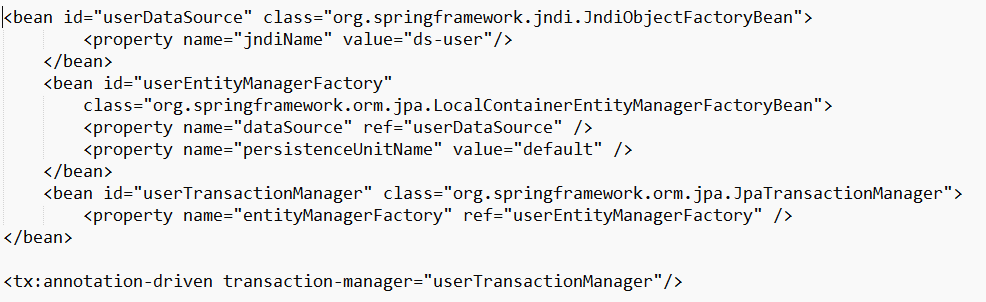 <bean id="userDataSource" class="org.springframework.jndi.JndiObjectFactoryBean">
        <property name="jndiName" value="ds-user"/>
    </bean>
    <bean id="userEntityManagerFactory"
        class="org.springframework.orm.jpa.LocalContainerEntityManagerFactoryBean">
        <property name="dataSource" ref="userDataSource" />
        <property name="persistenceUnitName" value="default" />
    </bean>
    <bean id="userTransactionManager" class="org.springframework.orm.jpa.JpaTransactionManager">
        <property name="entityManagerFactory" ref="userEntityManagerFactory" />
</bean>

<tx:annotation-driven transaction-manager="userTransactionManager"/>